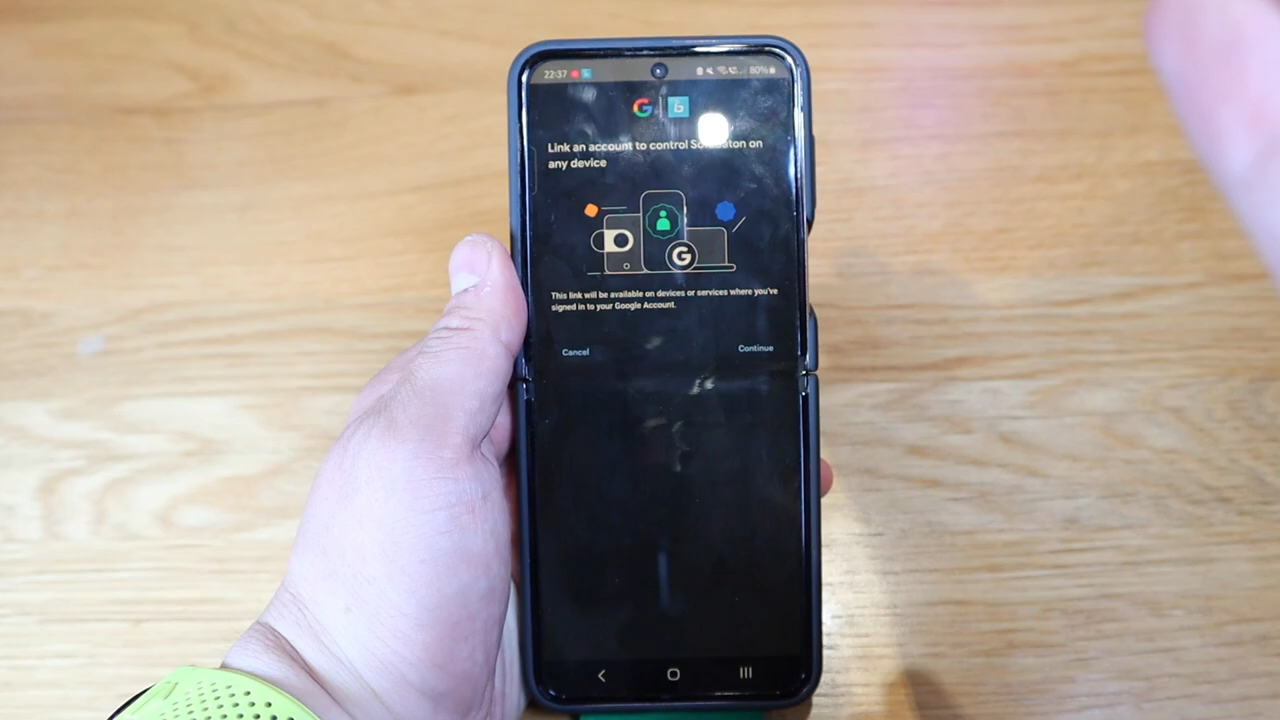 22:37 80%
Link an account to control on
any device
This link will be available on devices or services where you've
signed in to your Google Account.
Cancel Continue